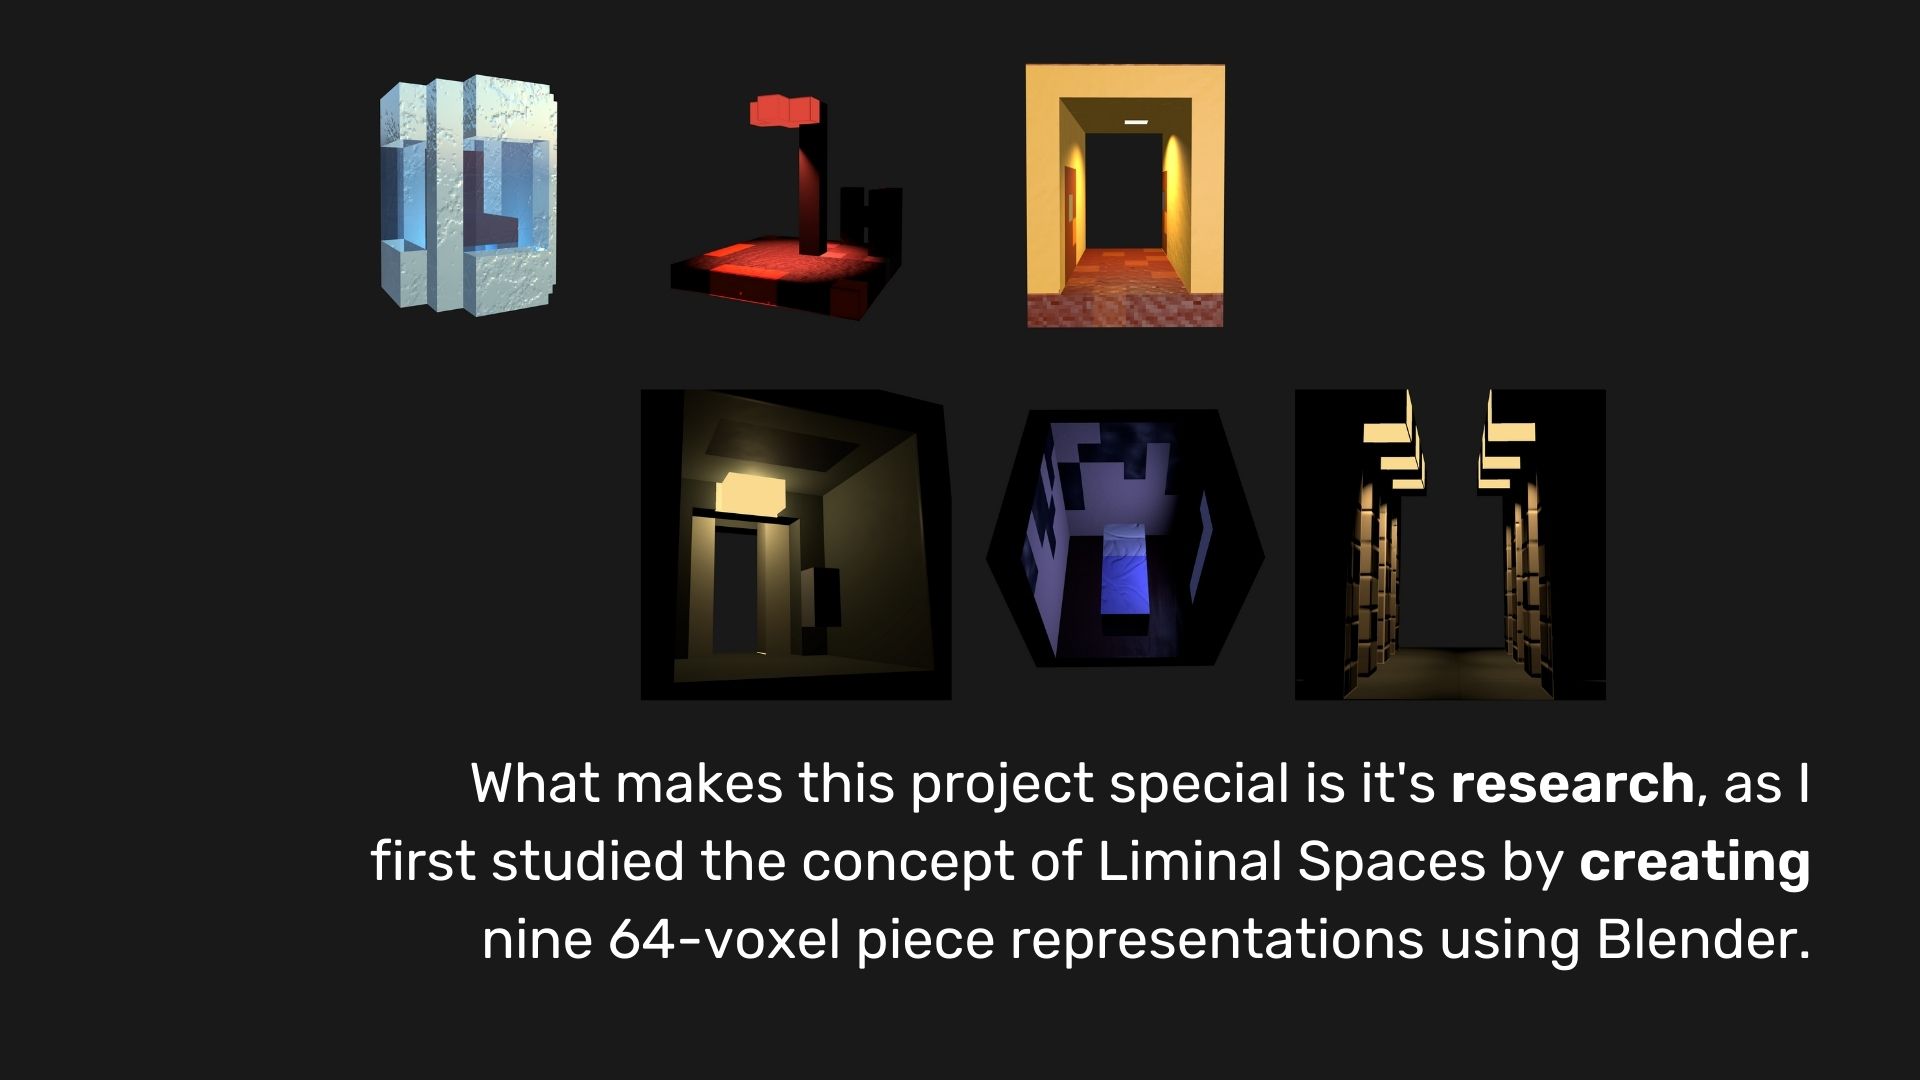 What makes this project special is it's research, as I
first studied the concept of Liminal Spaces by creating
nine 64-voxel piece representations using Blender.